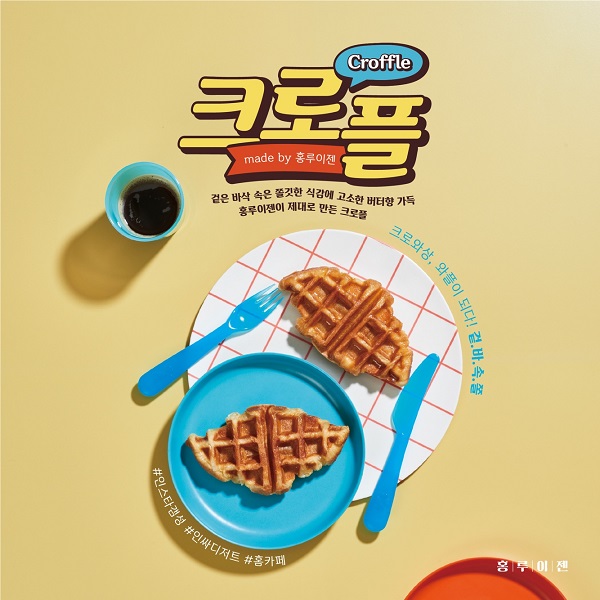 Croffle
크로플
made by 홍루이젠
겉은 바삭 속은 쫄깃한 식감에 고소한 버터향 가득
홍루이젠이 제대로 만든 크로플
크로와상, 와플이 되다! 겉.바.속.쫄
#인스타갬성 #인싸디저트 #홈카페
홍|루|이|젠